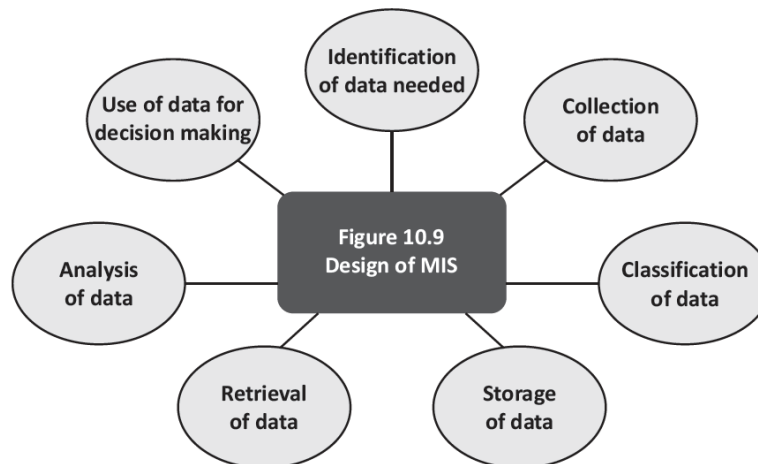 Identification
of data needed
Collection
of data
Classification
of data
Storage
of data
Retrieval
of data
Analysis
of data
Use of data for
decision making
Figure 10.9
Design of MIS